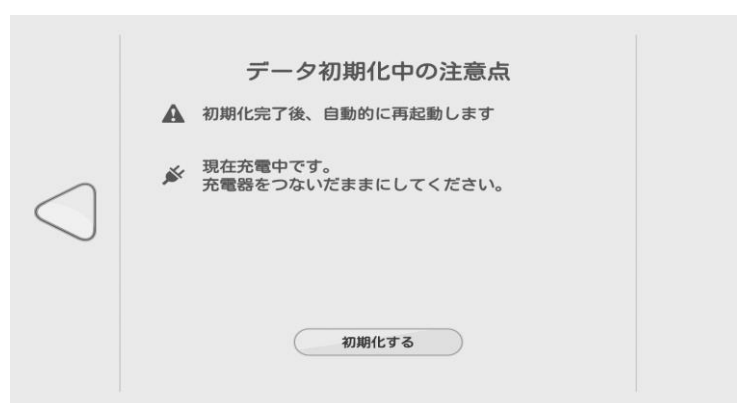 データ初期化中の注意点
初期化完了後、自動的に再起動します
現在充電中です。
充電器をつないだままにしてください。
初期化する